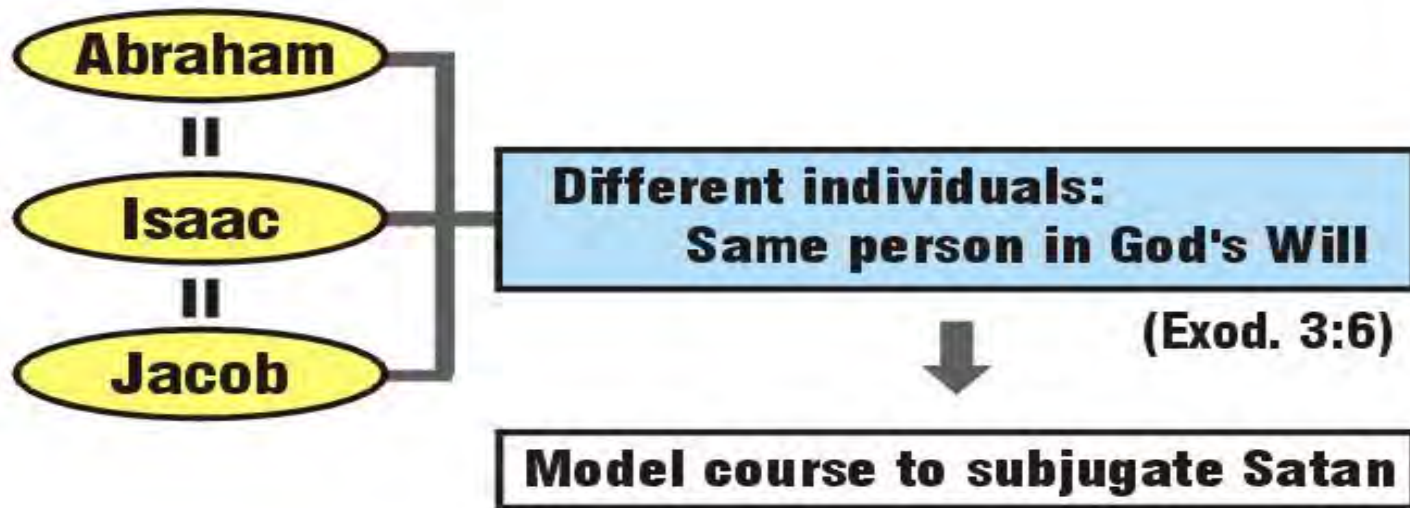 Abraham
Isaac
Jacob
Different individuals:
Same person in God's Will
(Exod. 3:6)
Model course to subjugate Satan